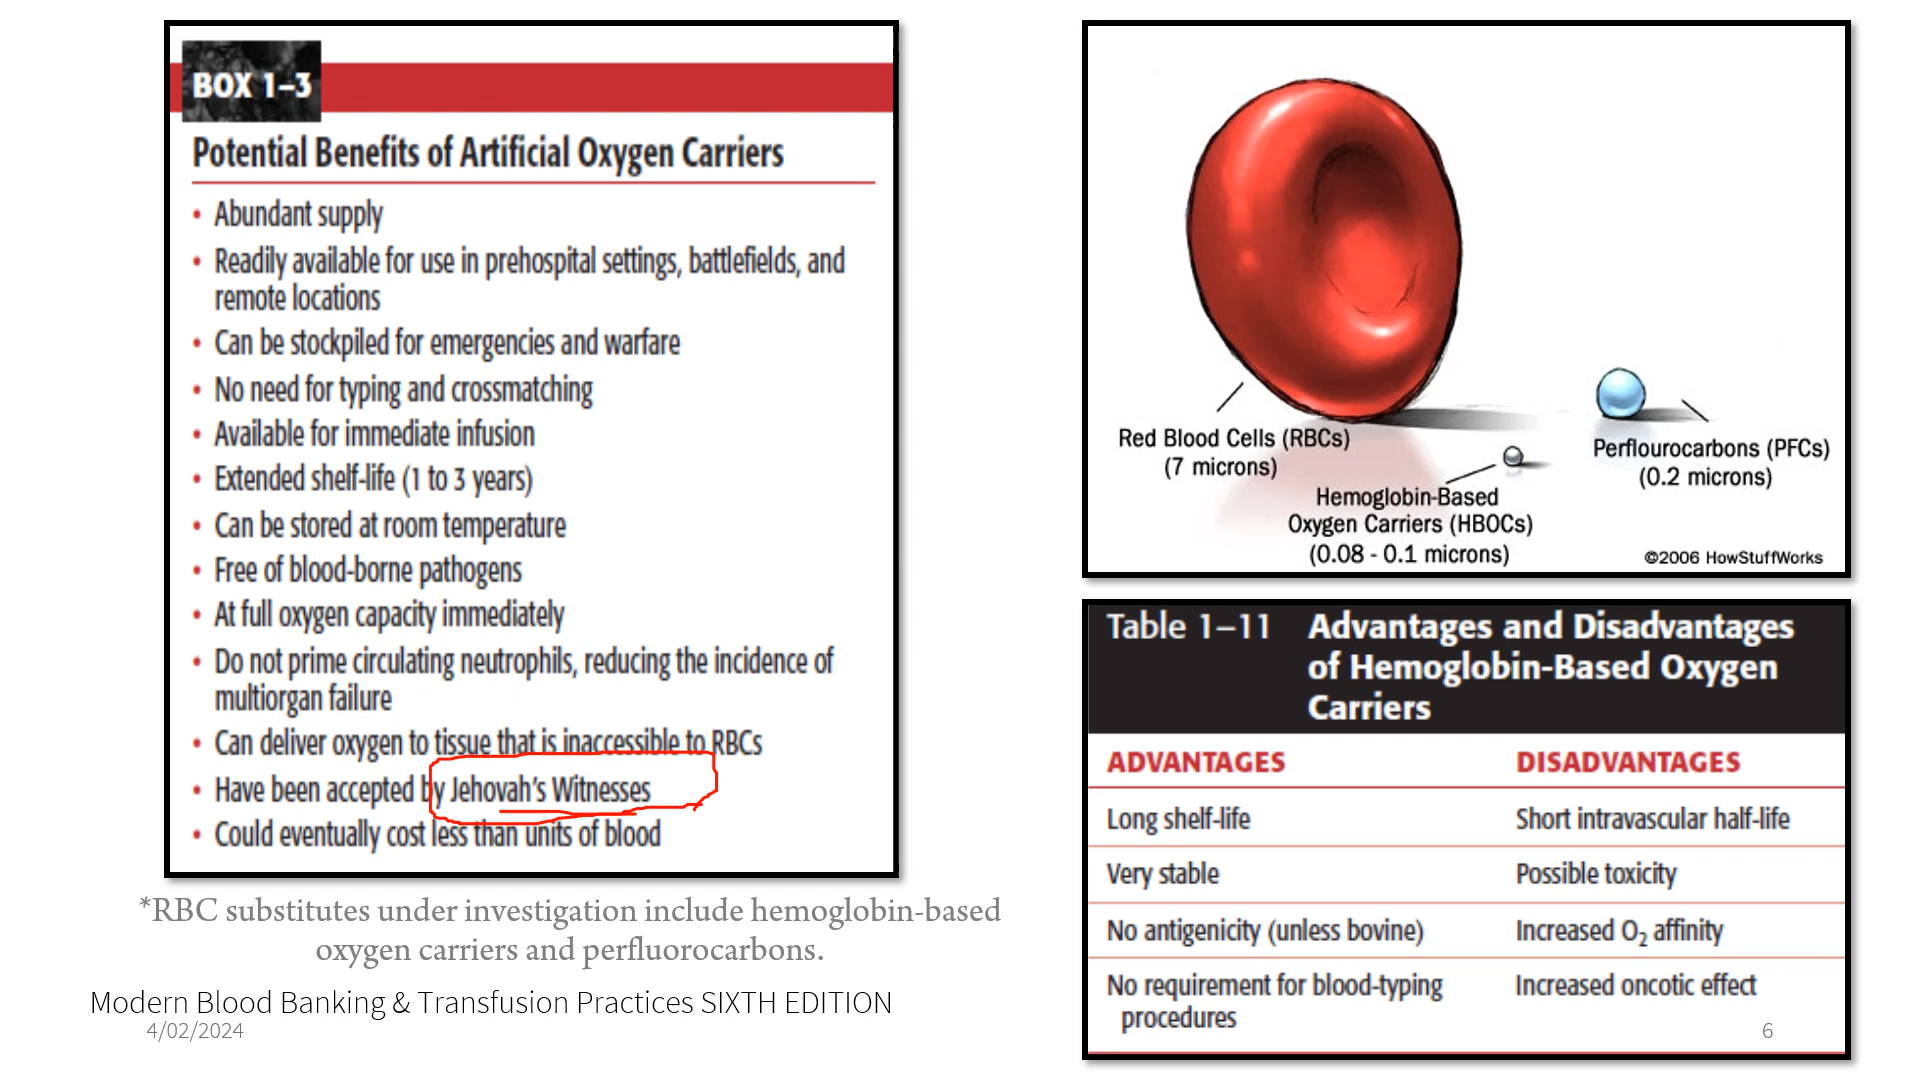 BOX 1–3
Potential Benefits of Artificial Oxygen Carriers
• Abundant supply
• Readily available for use in prehospital settings, battlefields, and
remote locations
• Can be stockpiled for emergencies and warfare
• No need for typing and crossmatching
• Available for immediate infusion
• Extended shelf-life (1 to 3 years)
• Can be stored at room temperature
• Free of blood-borne pathogens
• At full oxygen capacity immediately
• Do not prime circulating neutrophils, reducing the incidence of
multiorgan failure
• Can deliver oxygen to tissue that is inaccessible to RBCs
• Have been accepted by Jehovah's Witnesses
• Could eventually cost less than units of blood
*RBC substitutes under investigation include hemoglobin-based
oxygen carriers and perfluorocarbons.
Modern Blood Banking & Transfusion Practices SIXTH EDITION
4/02/2024
Red Blood Cells (RBCs)
(7 microns)
Hemoglobin-Based
Oxygen Carriers (HBOCs)
(0.08 - 0.1 microns)
Perflourocarbons (PFCs)
(0.2 microns)
©2006 HowStuffWorks
Table 1–11 Advantages and Disadvantages
of Hemoglobin-Based Oxygen
Carriers
ADVANTAGES DISADVANTAGES
Long shelf-life Short intravascular half-life
Very stable Possible toxicity
No antigenicity (unless bovine) Increased O₂ affinity
No requirement for blood-typing Increased oncotic effect
procedures
6